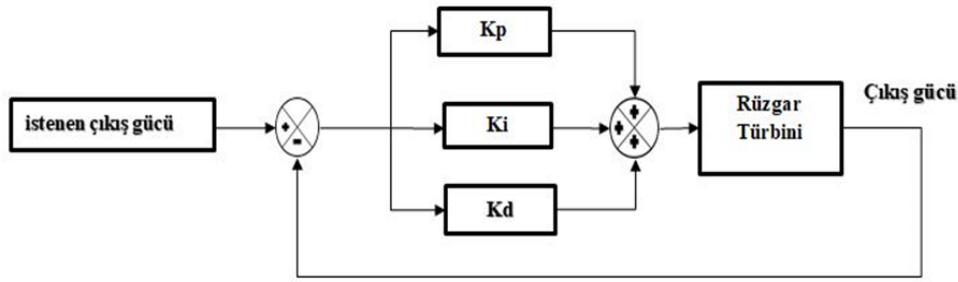 Kp
istenen çıkış gücü
+
-
Ki
+
+
+
Rüzgar
Türbini
Çıkış gücü
Kd